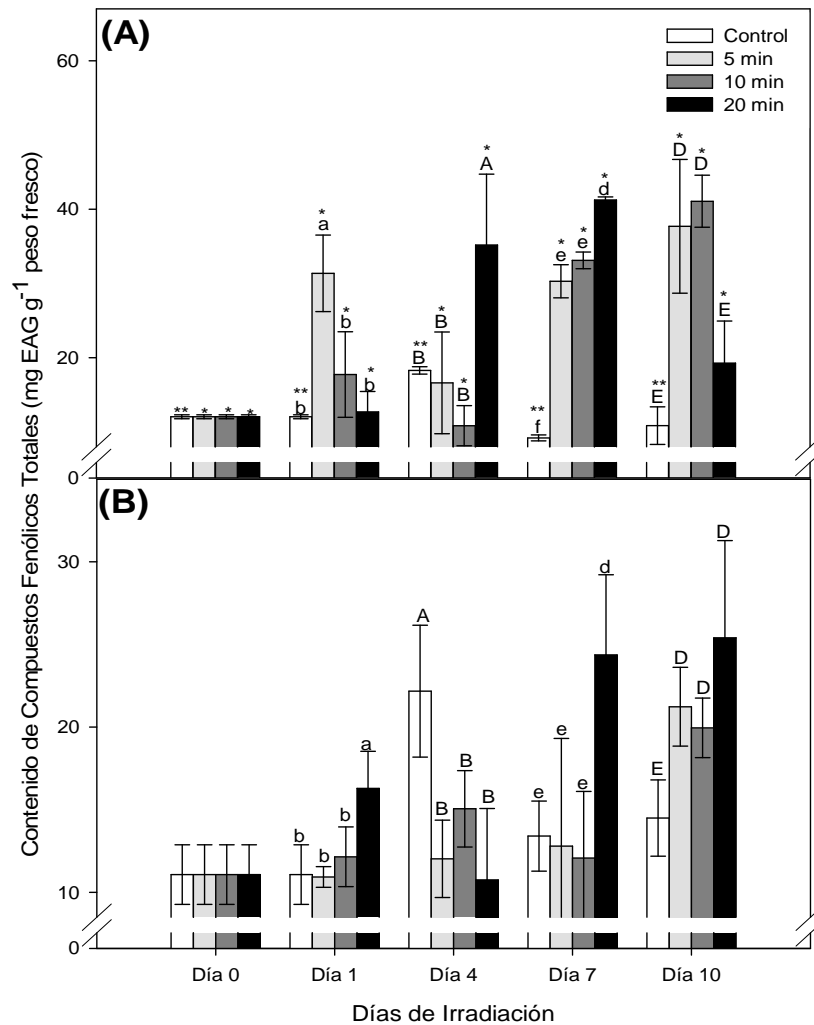 (A)
Control
5 min
10 min
20 min
Contenido de Compuestos Fenólicos Totales (mg EAG g⁻¹ peso fresco)
60
40
20
0
** * * *
** b
* a
* b
* b
** B
* B
* B
* A
** f
* e
* e
* d
** E
* D
* D
* E
(B)
30
20
10
0
b b b a
A B B B
e e e d
E D D D
Día 0 Día 1 Día 4 Día 7 Día 10
Días de Irradiación